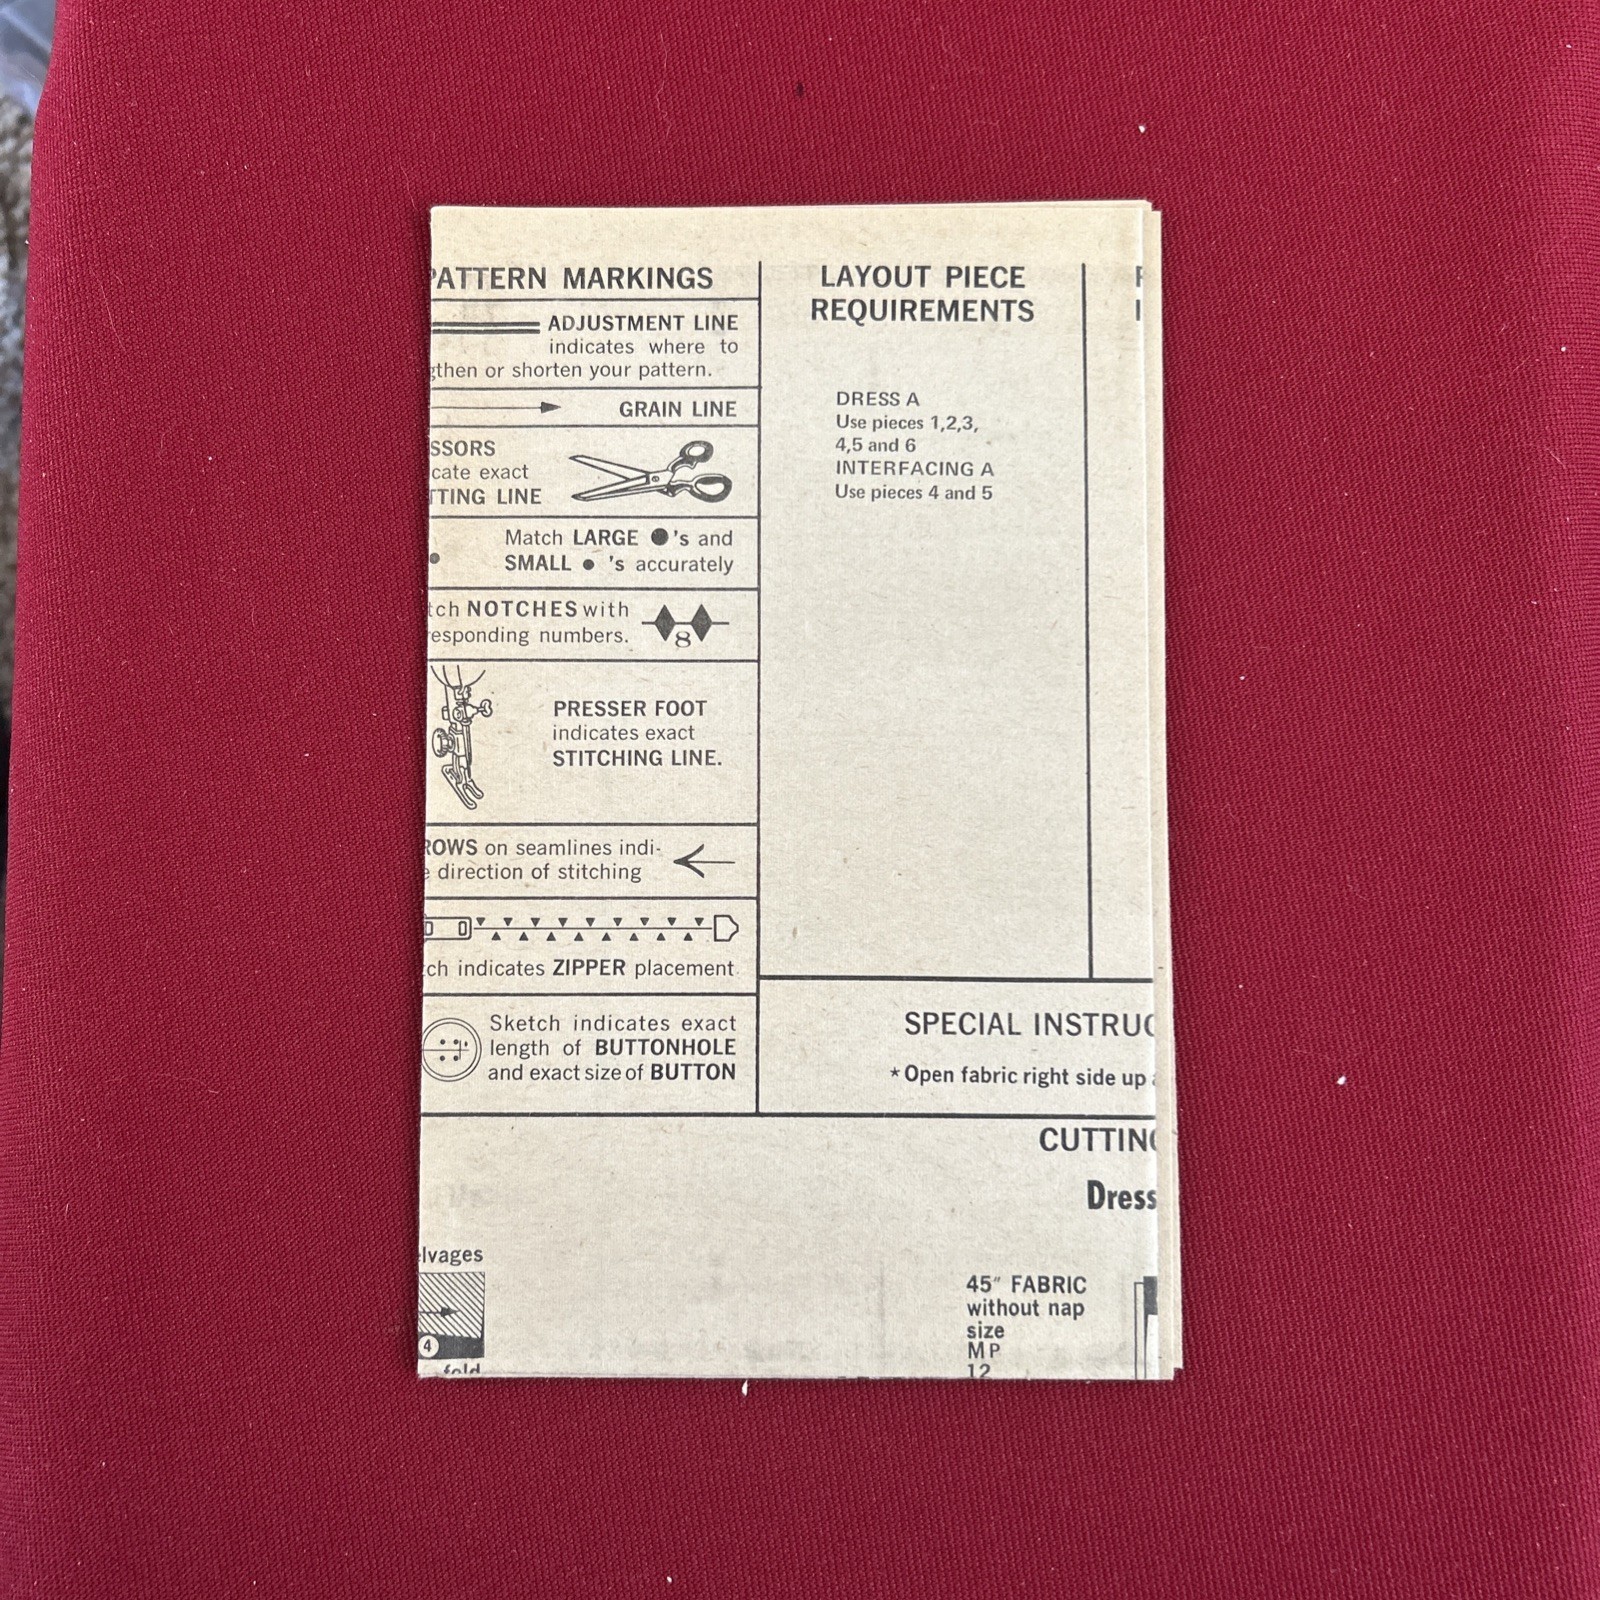 PATTERN MARKINGS
ADJUSTMENT LINE
indicates where to
gthen or shorten your pattern.
GRAIN LINE
SSORS
cate exact
TTING LINE
Match LARGE ●'s and
SMALL ● 's accurately
tch NOTCHES with
responding numbers.
8
PRESSER FOOT
indicates exact
STITCHING LINE.
ROWS on seamlines indi-
e direction of stitching
ch indicates ZIPPER placement
Sketch indicates exact
length of BUTTONHOLE
and exact size of BUTTON
LAYOUT PIECE
REQUIREMENTS
DRESS A
Use pieces 1,2,3,
4,5 and 6
INTERFACING A
Use pieces 4 and 5
SPECIAL INSTRUC
*Open fabric right side up
CUTTING
Dress
lvages
4
fold
45" FABRIC
without nap
size
M P
12